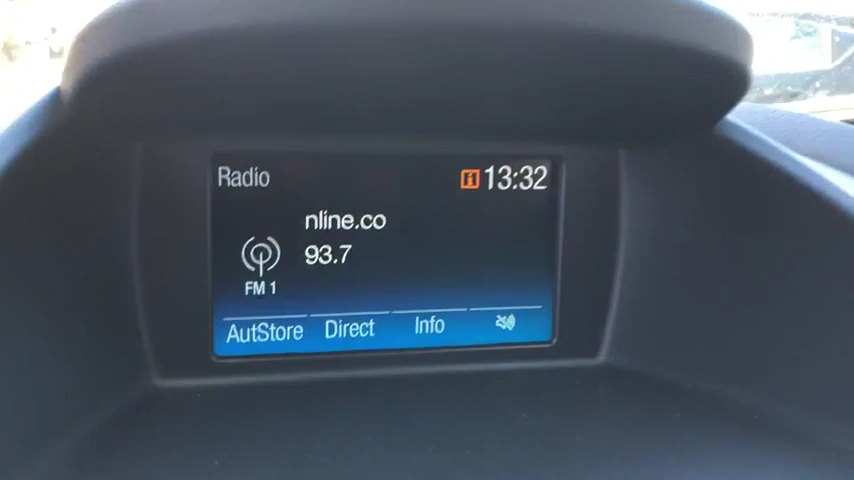 Radio
i 13:32
nline.co
93.7
FM 1
AutStore Direct Info